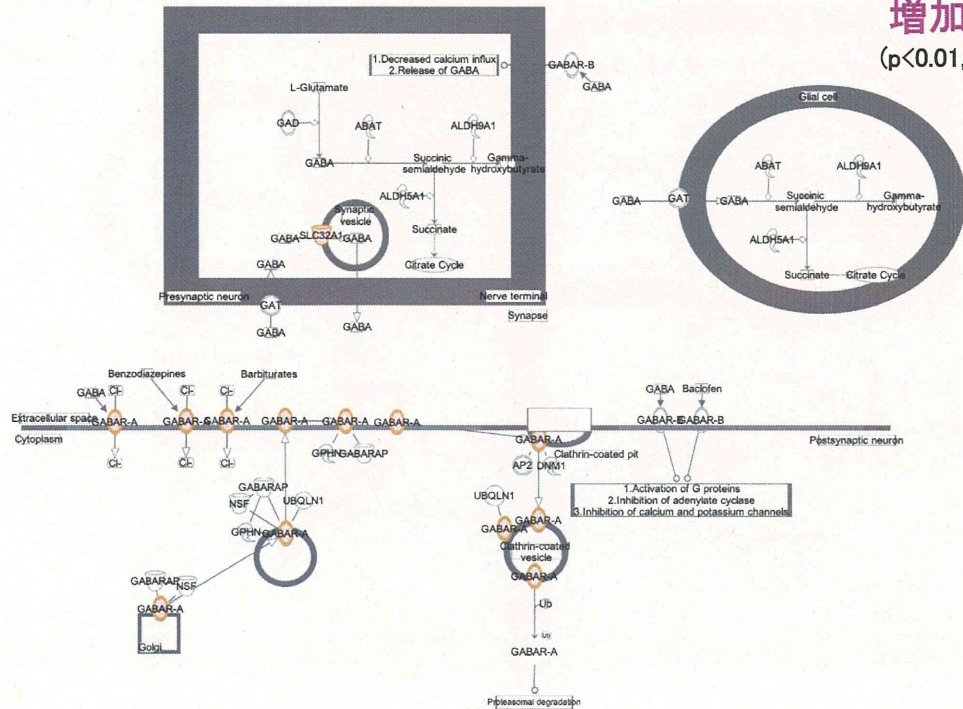 増加
(p<0.01,
1.Decreased calcium influx
2.Release of GABA
GABAR-B
GABA
L-Glutamate
GAD
ABAT
ALDH9A1
GABA
Succinic
semialdehyde
Gamma-
hydroxybutyrate
ALDH5A1
Synaptic
vesicle
SLC32A1
GABA
GABA
Succinate
GABA
Citrate Cycle
Presynaptic neuron
Nerve terminal
GAT
Synapse
GABA
GABA
Glial cell
ABAT
ALDH9A1
GABA
GAT
GABA
Succinic
semialdehyde
Gamma-
hydroxybutyrate
ALDH5A1
Succinate
Citrate Cycle
Benzodiazepines
Barbiturates
GABA
Cl-
Cl-
Cl-
GABA
Baclofen
Extracellular space
GABAR-A
GABAR-A
GABAR-A
GABAR-A
GABAR-A
GABAR-A
GABAR-B
GABAR-B
Cytoplasm
Postsynaptic neuron
GABAR-A
Clathrin-coated pit
Cl-
Cl-
Cl-
GPHN
GABARAP
AP2
DNM1
GABARAP
NSF
UBQLN1
GPHN
GABAR-A
UBQLN1
GABAR-A
GABAR-A
Clathrin-coated
vesicle
GABAR-A
1.Activation of G proteins
2.Inhibition of adenylate cyclase
3.Inhibition of calcium and potassium channels
GABARAP
NSF
GABAR-A
Golgi
Ub
Ub
GABAR-A
Proteasomal degradation